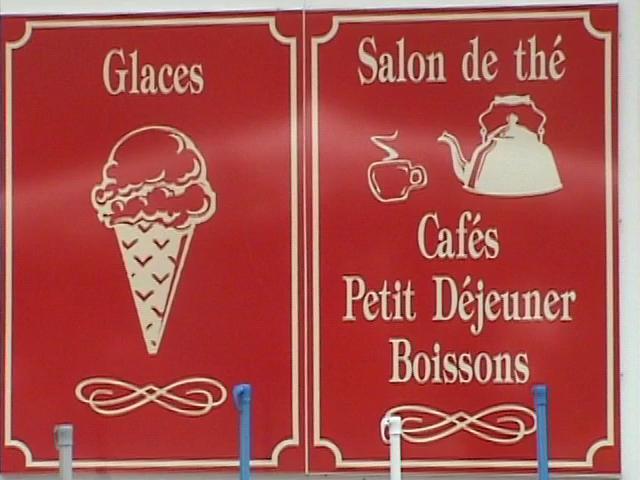 Glaces
Salon de thé
Cafés
Petit Déjeuner
Boissons